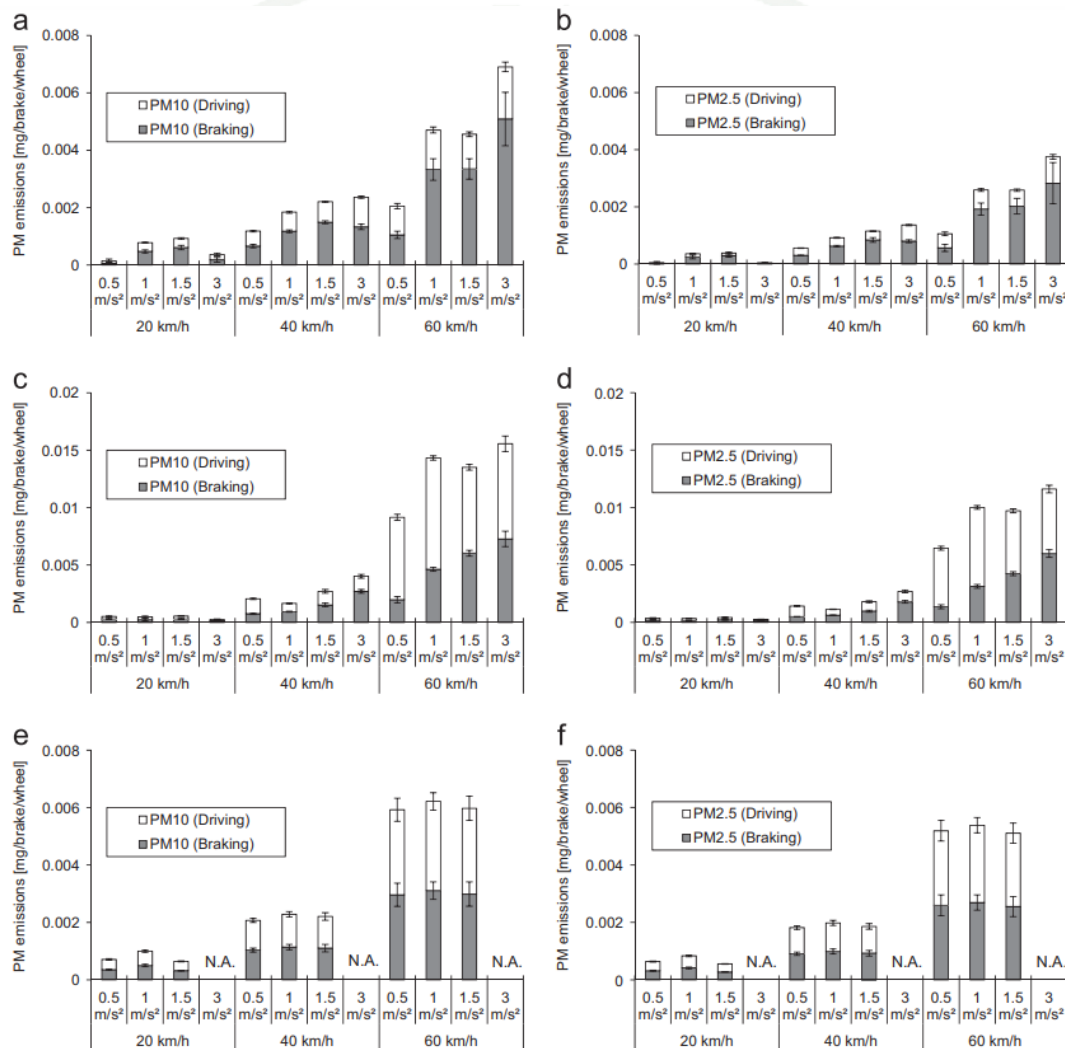 a
PM emissions [mg/brake/wheel]
0.008
0.006
0.004
0.002
0
PM10 (Driving)
PM10 (Braking)
0.5 1 1.5 3 0.5 1 1.5 3 0.5 1 1.5 3
m/s² m/s² m/s² m/s² m/s² m/s² m/s² m/s² m/s² m/s² m/s² m/s²
20 km/h 40 km/h 60 km/h
b
PM emissions [mg/brake/wheel]
0.008
0.006
0.004
0.002
0
PM2.5 (Driving)
PM2.5 (Braking)
0.5 1 1.5 3 0.5 1 1.5 3 0.5 1 1.5 3
m/s² m/s² m/s² m/s² m/s² m/s² m/s² m/s² m/s² m/s² m/s² m/s²
20 km/h 40 km/h 60 km/h
c
PM emissions [mg/brake/wheel]
0.02
0.015
0.01
0.005
0
PM10 (Driving)
PM10 (Braking)
0.5 1 1.5 3 0.5 1 1.5 3 0.5 1 1.5 3
m/s² m/s² m/s² m/s² m/s² m/s² m/s² m/s² m/s² m/s² m/s² m/s²
20 km/h 40 km/h 60 km/h
d
PM emissions [mg/brake/wheel]
0.02
0.015
0.01
0.005
0
PM2.5 (Driving)
PM2.5 (Braking)
0.5 1 1.5 3 0.5 1 1.5 3 0.5 1 1.5 3
m/s² m/s² m/s² m/s² m/s² m/s² m/s² m/s² m/s² m/s² m/s² m/s²
20 km/h 40 km/h 60 km/h
e
PM emissions [mg/brake/wheel]
0.008
0.006
0.004
0.002
0
PM10 (Driving)
PM10 (Braking)
N.A. N.A. N.A.
0.5 1 1.5 3 0.5 1 1.5 3 0.5 1 1.5 3
m/s² m/s² m/s² m/s² m/s² m/s² m/s² m/s² m/s² m/s² m/s² m/s²
20 km/h 40 km/h 60 km/h
f
PM emissions [mg/brake/wheel]
0.008
0.006
0.004
0.002
0
PM2.5 (Driving)
PM2.5 (Braking)
N.A. N.A. N.A.
0.5 1 1.5 3 0.5 1 1.5 3 0.5 1 1.5 3
m/s² m/s² m/s² m/s² m/s² m/s² m/s² m/s² m/s² m/s² m/s² m/s²
20 km/h 40 km/h 60 km/h